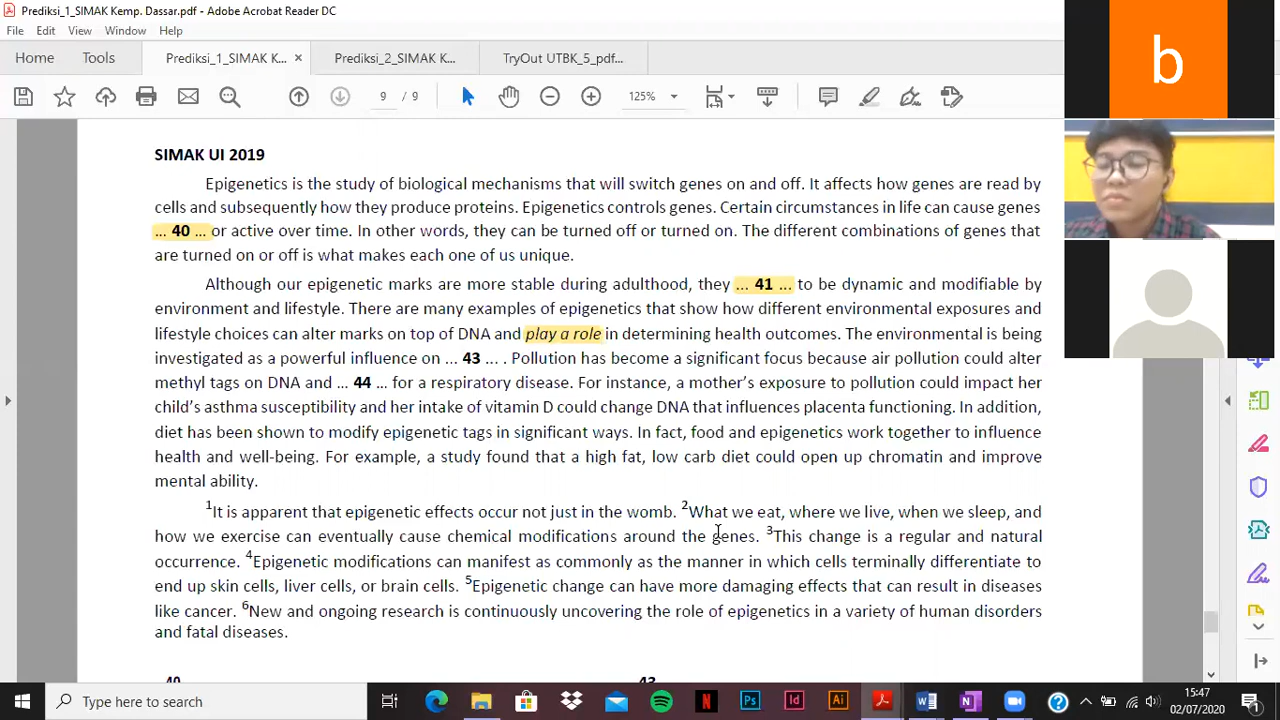 Prediksi_1_SIMAK Kemp. Dassar.pdf - Adobe Acrobat Reader DC
File Edit View Window Help
Home Tools Prediksi_1_SIMAK K... × Prediksi_2_SIMAK K... TryOut UTBK_5_pdf...
9 / 9 125%
b
SIMAK UI 2019
Epigenetics is the study of biological mechanisms that will switch genes on and off. It affects how genes are read by
cells and subsequently how they produce proteins. Epigenetics controls genes. Certain circumstances in life can cause genes
... 40 ... or active over time. In other words, they can be turned off or turned on. The different combinations of genes that
are turned on or off is what makes each one of us unique.
Although our epigenetic marks are more stable during adulthood, they ... 41 ... to be dynamic and modifiable by
environment and lifestyle. There are many examples of epigenetics that show how different environmental exposures and
lifestyle choices can alter marks on top of DNA and play a role in determining health outcomes. The environmental is being
investigated as a powerful influence on ... 43 ... . Pollution has become a significant focus because air pollution could alter
methyl tags on DNA and ... 44 ... for a respiratory disease. For instance, a mother's exposure to pollution could impact her
child's asthma susceptibility and her intake of vitamin D could change DNA that influences placenta functioning. In addition,
diet has been shown to modify epigenetic tags in significant ways. In fact, food and epigenetics work together to influence
health and well-being. For example, a study found that a high fat, low carb diet could open up chromatin and improve
mental ability.
1It is apparent that epigenetic effects occur not just in the womb. 2What we eat, where we live, when we sleep, and
how we exercise can eventually cause chemical modifications around the genes. 3This change is a regular and natural
occurrence. 4Epigenetic modifications can manifest as commonly as the manner in which cells terminally differentiate to
end up skin cells, liver cells, or brain cells. 5Epigenetic change can have more damaging effects that can result in diseases
like cancer. 6New and ongoing research is continuously uncovering the role of epigenetics in a variety of human disorders
and fatal diseases.
40 43
Type here to search
15:47
02/07/2020